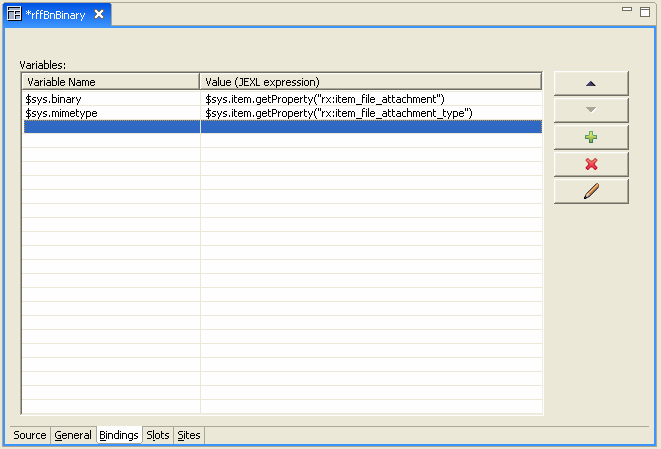 *rffBnBinary
Variables:
Variable Name Value (JEXL expression)
$sys.binary $sys.item.getProperty("rx:item_file_attachment")
$sys.mimetype $sys.item.getProperty("rx:item_file_attachment_type")
Source General Bindings Slots Sites